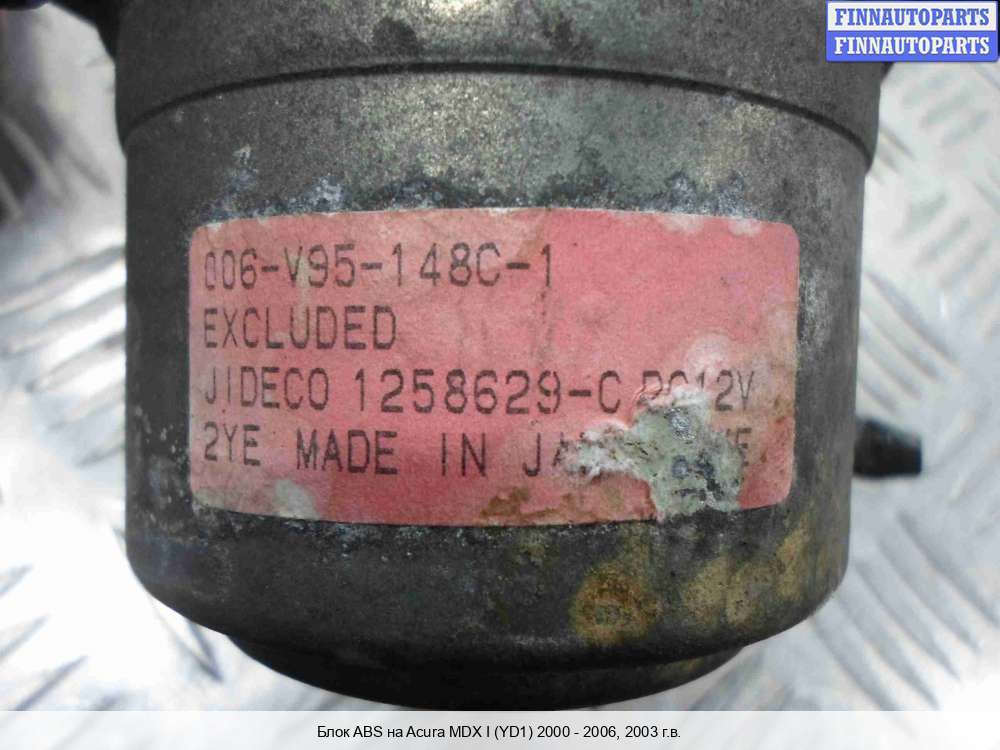 FINNAUTOPARTS
FINNAUTOPARTS
006-V95-148C-1
EXCLUDED
JIDECO 1258629-C DC12V
2YE MADE IN
Блок ABS на Acura MDX I (YD1) 2000 - 2006, 2003 г.в.